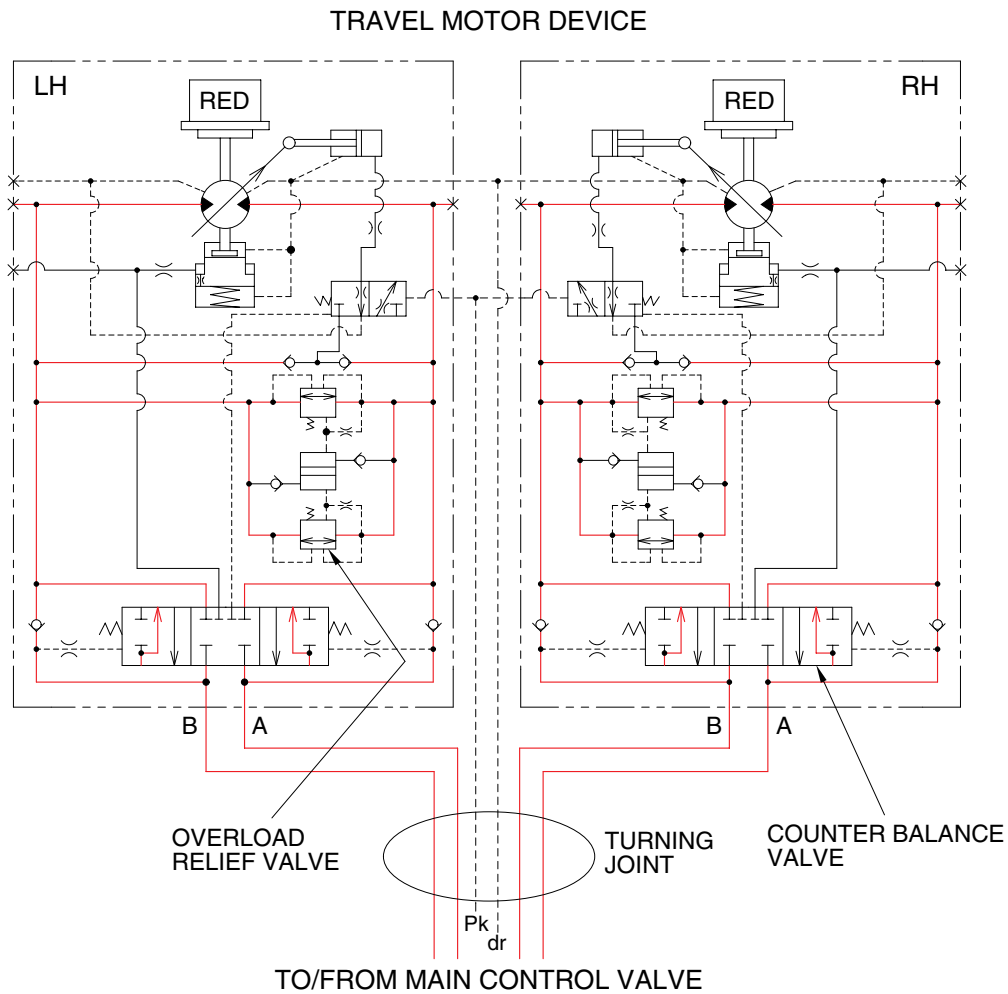 TRAVEL MOTOR DEVICE
LH
RED
RED
RH
B
A
B
A
OVERLOAD
RELIEF VALVE
TURNING
JOINT
COUNTER BALANCE
VALVE
Pk
dr
TO/FROM MAIN CONTROL VALVE